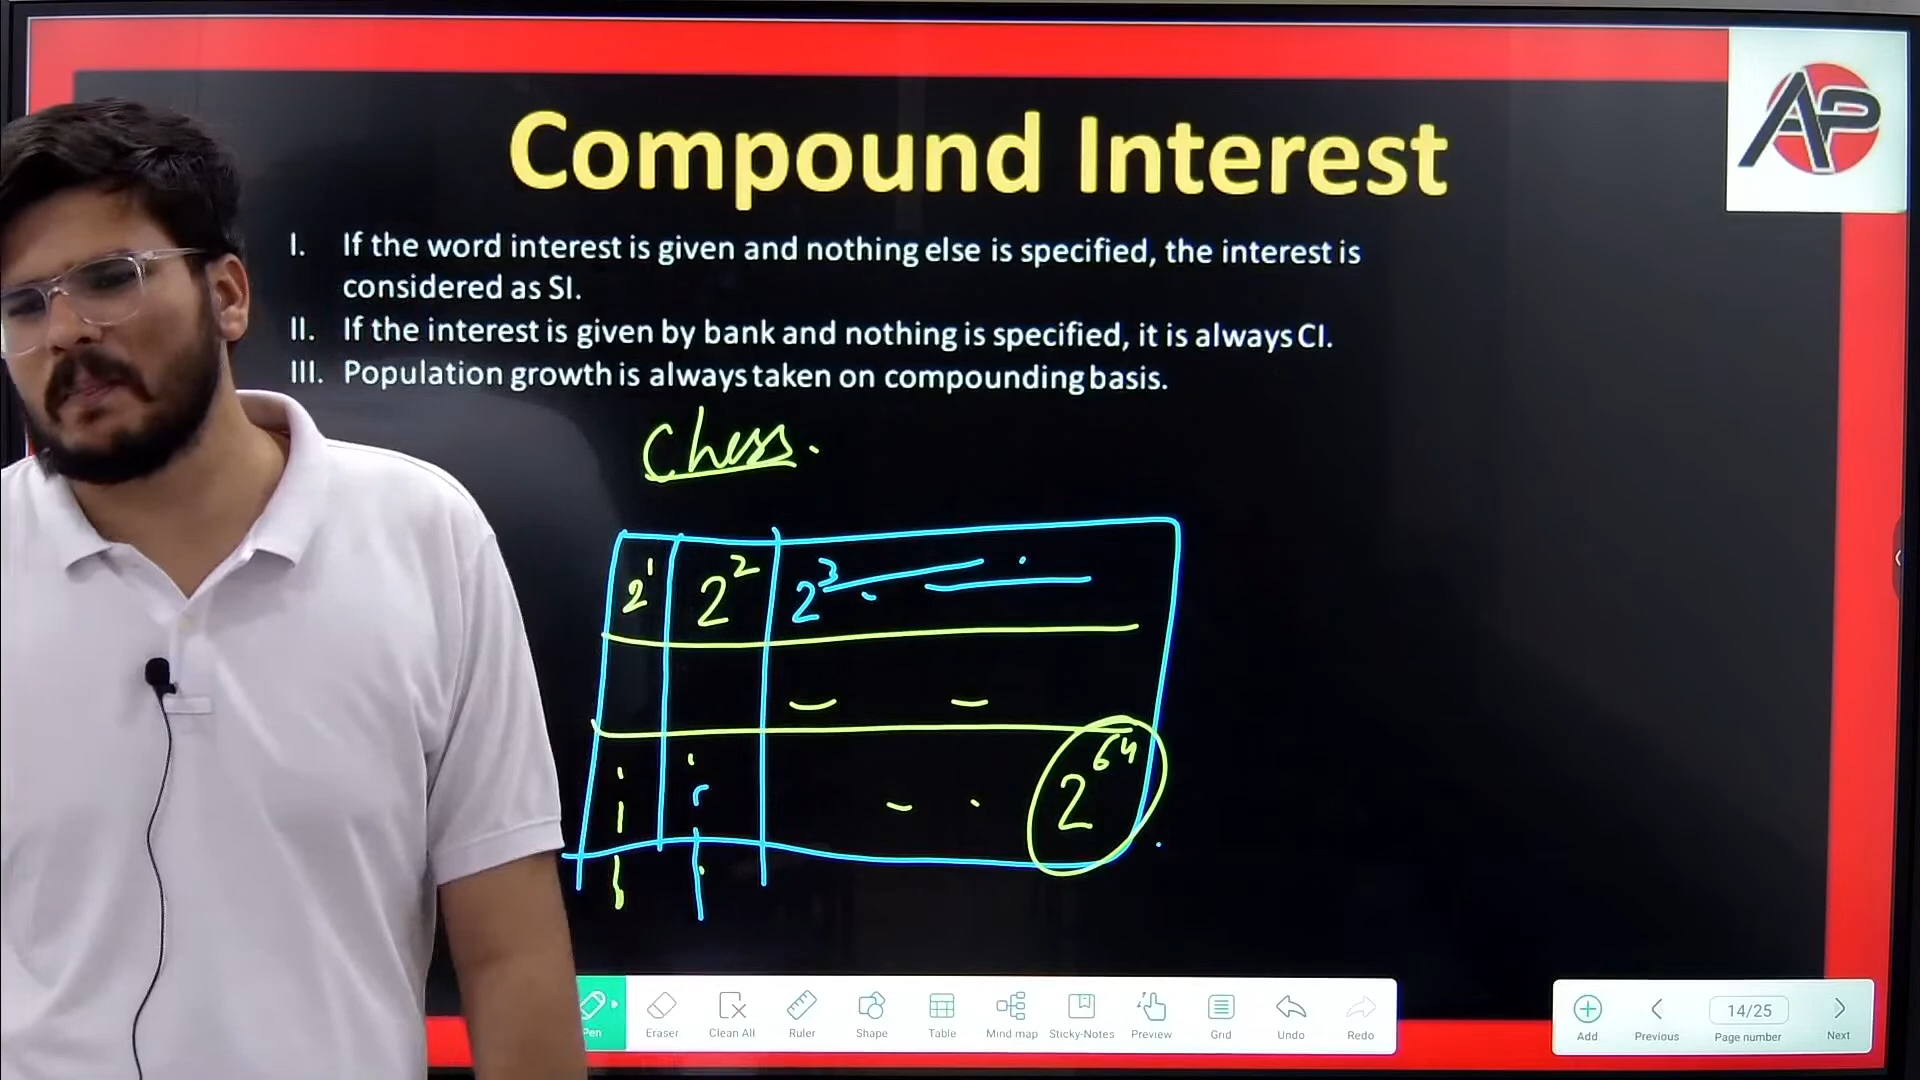 AP
Compound Interest
I. If the word interest is given and nothing else is specified, the interest is
considered as SI.
II. If the interest is given by bank and nothing is specified, it is always CI.
III. Population growth is always taken on compounding basis.
Chess.
2¹ 2² 2³
2⁶⁴
Pen Eraser Clean All Ruler Shape Table Mind map Sticky-Notes Preview Grid Undo Redo
Add Previous 14/25 Page number Next